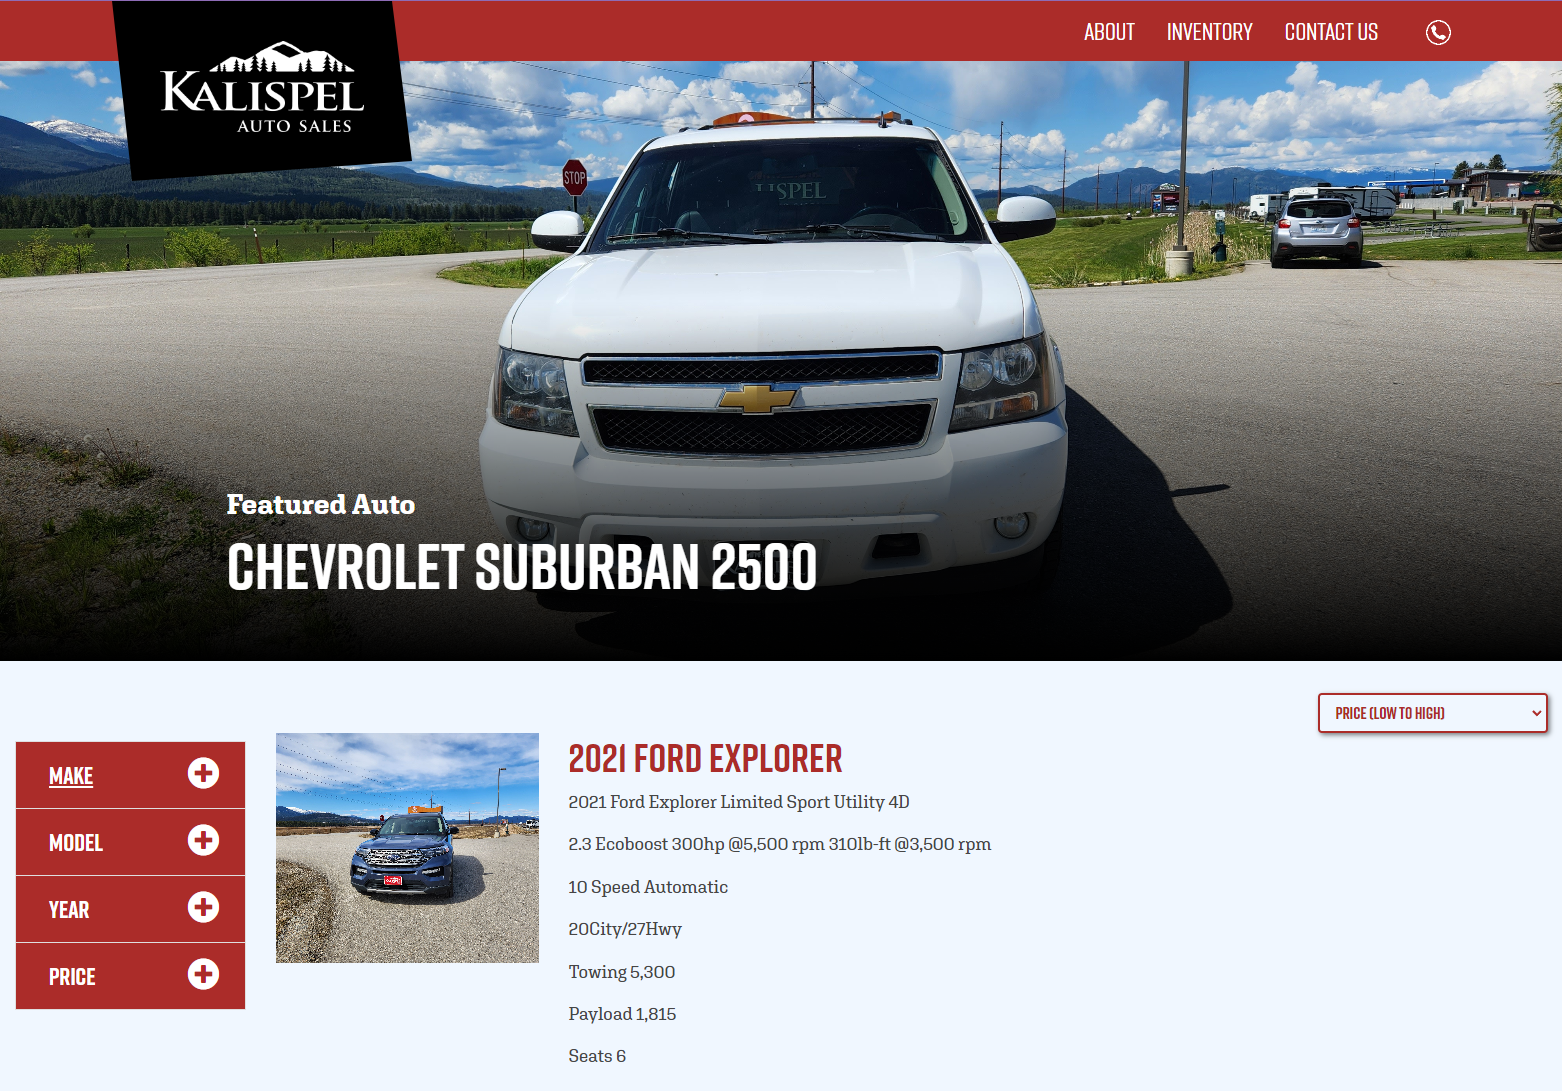 ABOUT INVENTORY CONTACT US
KALISPEL
AUTO SALES
STOP
Featured Auto
CHEVROLET SUBURBAN 2500
PRICE (LOW TO HIGH)
MAKE
MODEL
YEAR
PRICE
2021 FORD EXPLORER
2021 Ford Explorer Limited Sport Utility 4D
2.3 Ecoboost 300hp @5,500 rpm 310lb-ft @3,500 rpm
10 Speed Automatic
20City/27Hwy
Towing 5,300
Payload 1,815
Seats 6